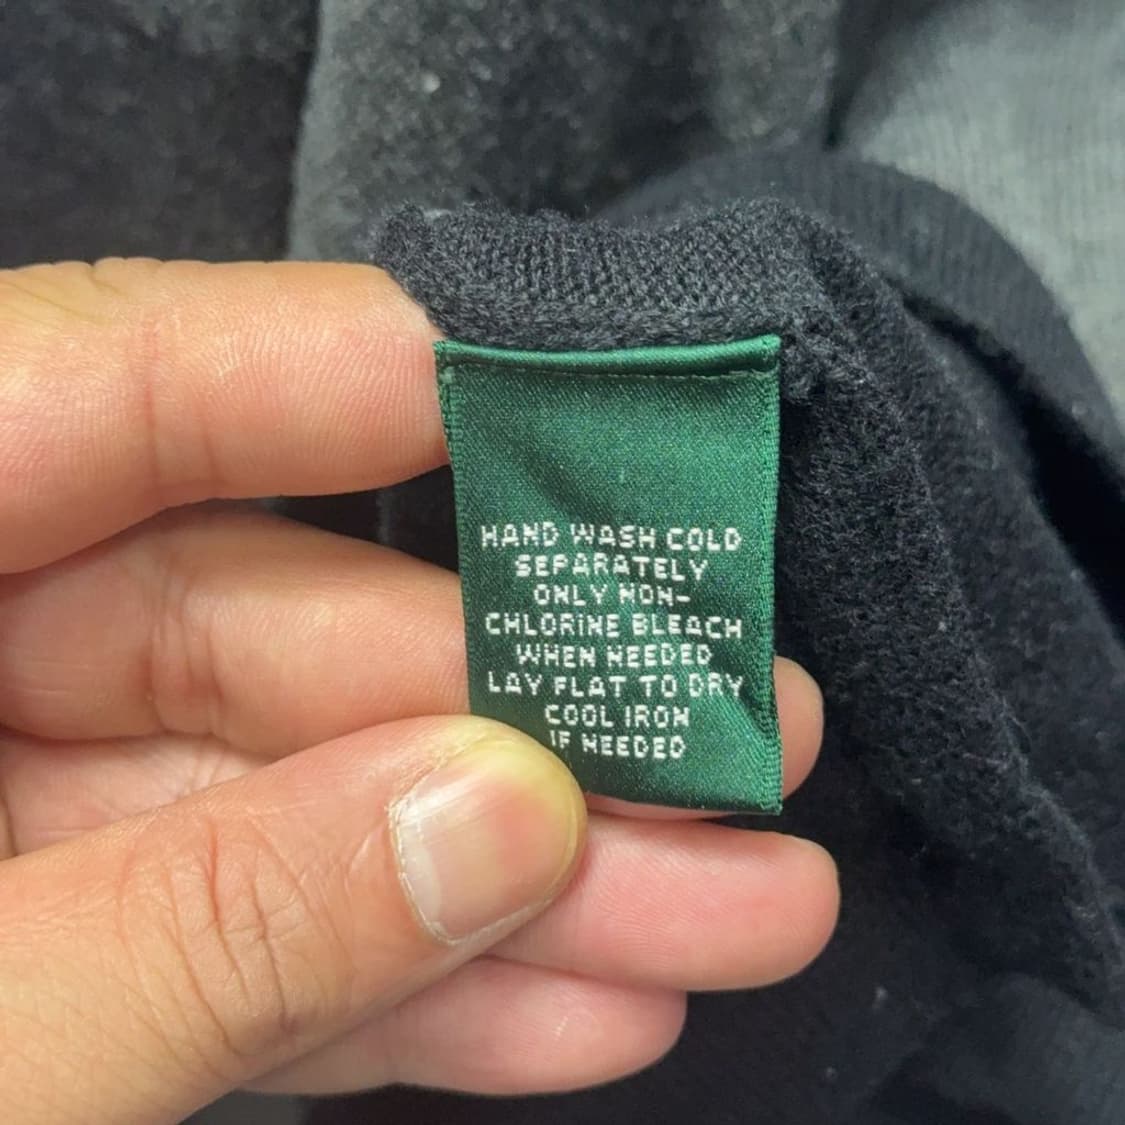 HAND WASH COLD
SEPARATELY
ONLY NON-
CHLORINE BLEACH
WHEN NEEDED
LAY FLAT TO DRY
COOL IRON
IF NEEDED